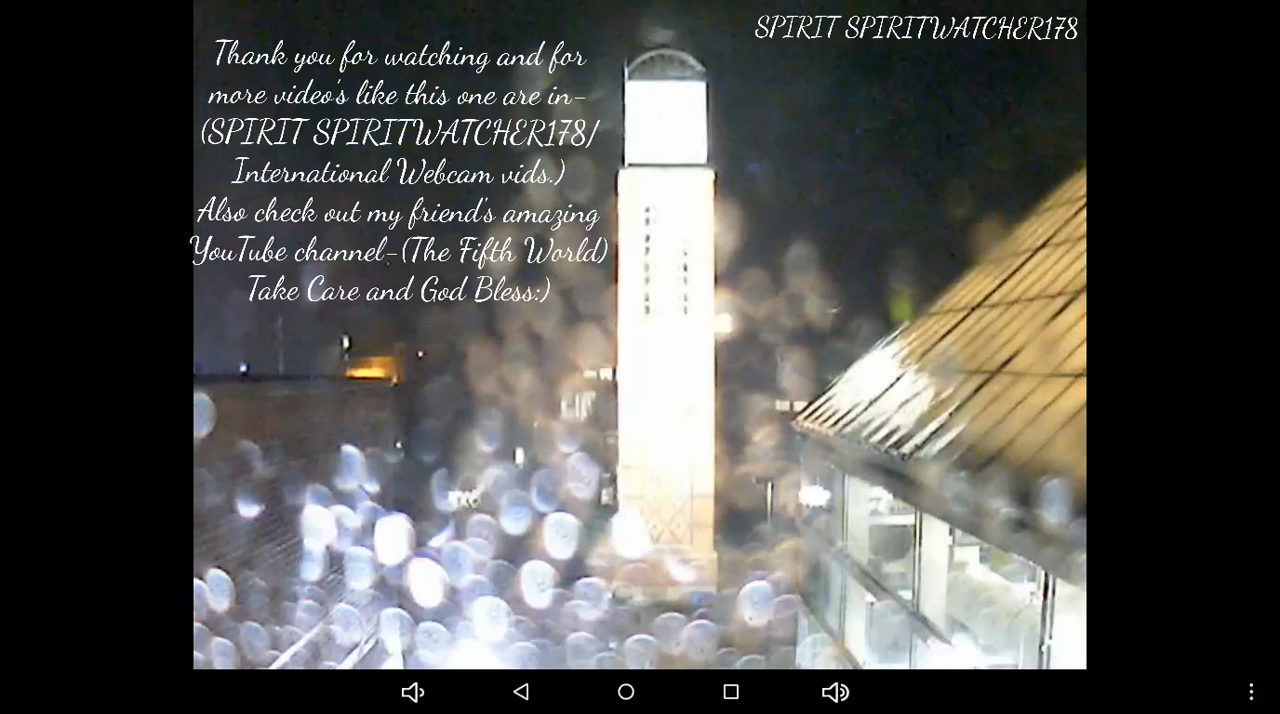 SPIRIT SPIRITWATCHER178
Thank you for watching and for
more video's like this one are in-
(SPIRIT SPIRITWATCHER178/
International Webcam vids.)
Also check out my friend's amazing
YouTube channel-(The Fifth World)
Take Care and God Bless:)